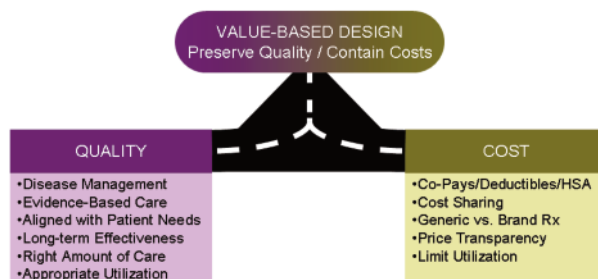 VALUE-BASED DESIGN
Preserve Quality / Contain Costs
QUALITY
•Disease Management
•Evidence-Based Care
•Aligned with Patient Needs
•Long-term Effectiveness
•Right Amount of Care
•Appropriate Utilization
COST
•Co-Pays/Deductibles/HSA
•Cost Sharing
•Generic vs. Brand Rx
•Price Transparency
•Limit Utilization